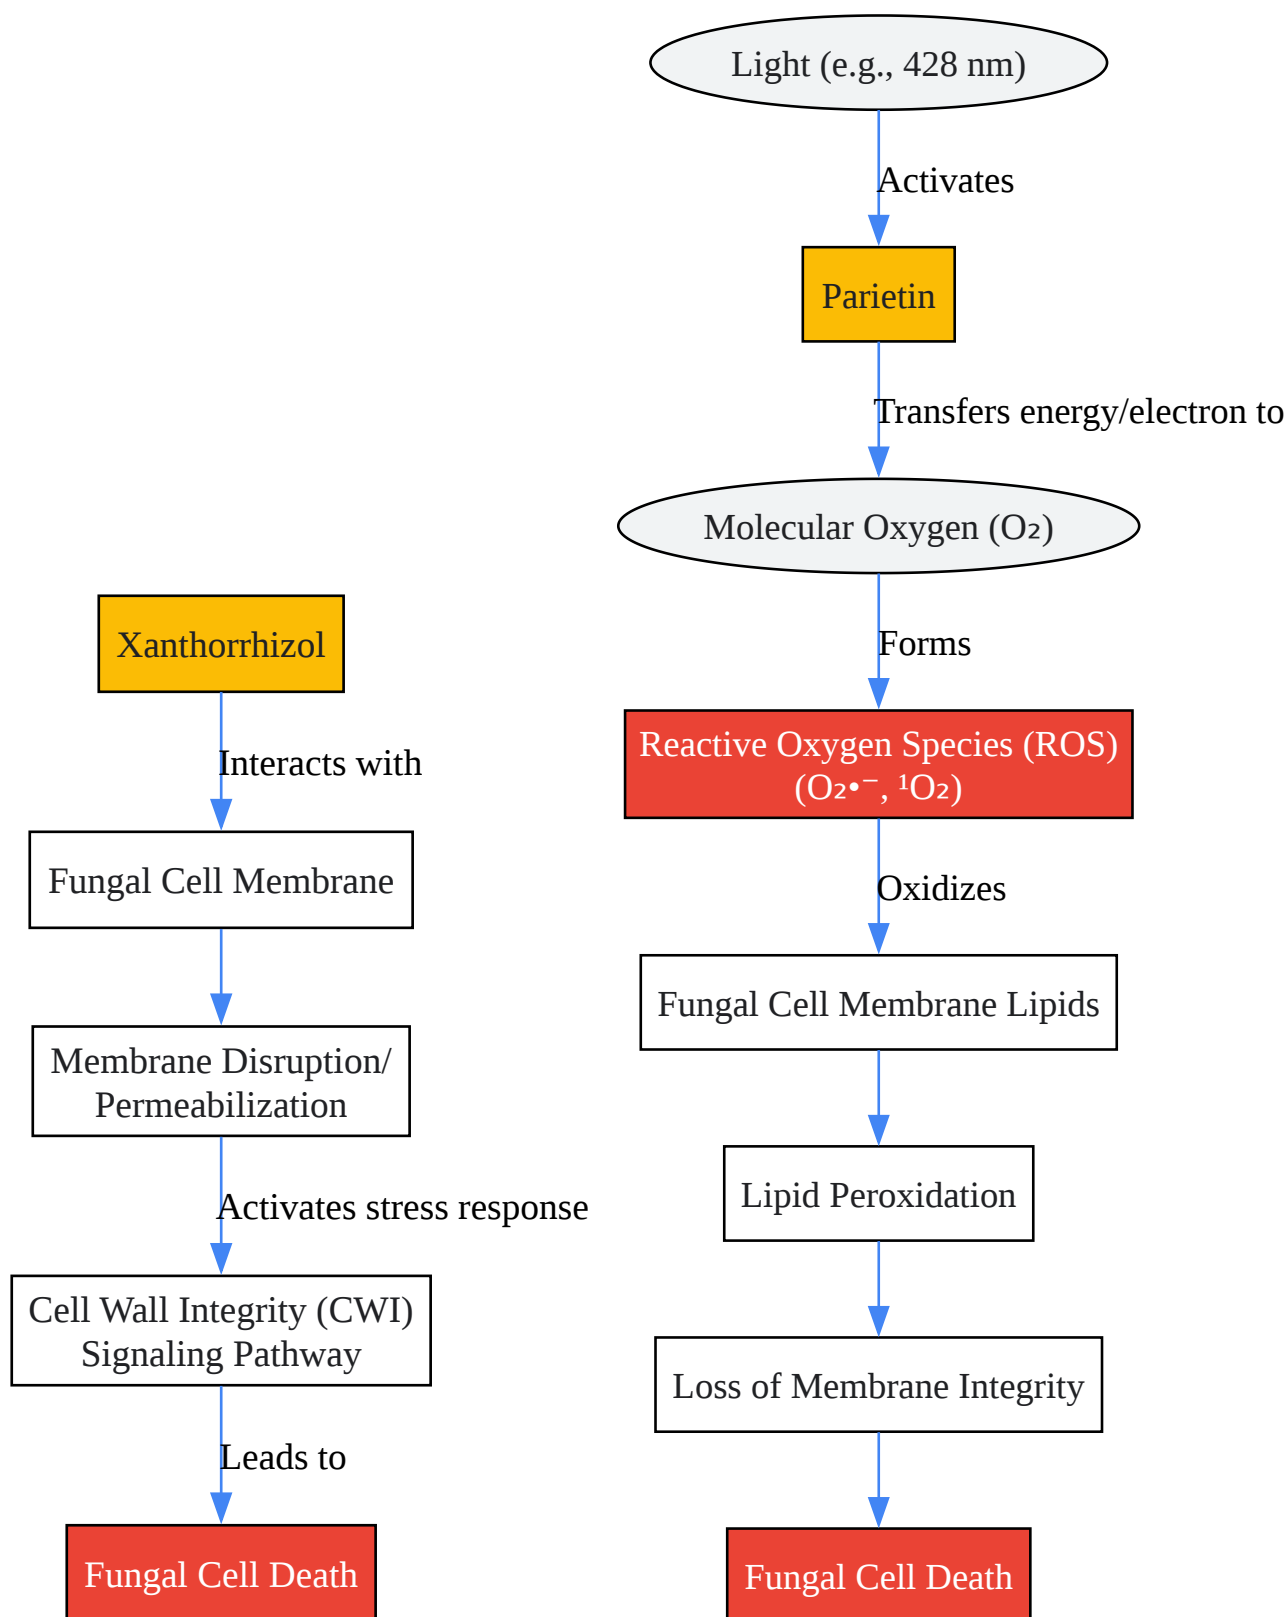 Light (e.g., 428 nm)
Activates
Parietin
Transfers energy/electron to
Molecular Oxygen (O₂)
Forms
Reactive Oxygen Species (ROS)
(O₂•⁻, ¹O₂)
Oxidizes
Fungal Cell Membrane Lipids
Lipid Peroxidation
Loss of Membrane Integrity
Fungal Cell Death
Xanthorrhizol
Interacts with
Fungal Cell Membrane
Membrane Disruption/
Permeabilization
Activates stress response
Cell Wall Integrity (CWI)
Signaling Pathway
Leads to
Fungal Cell Death